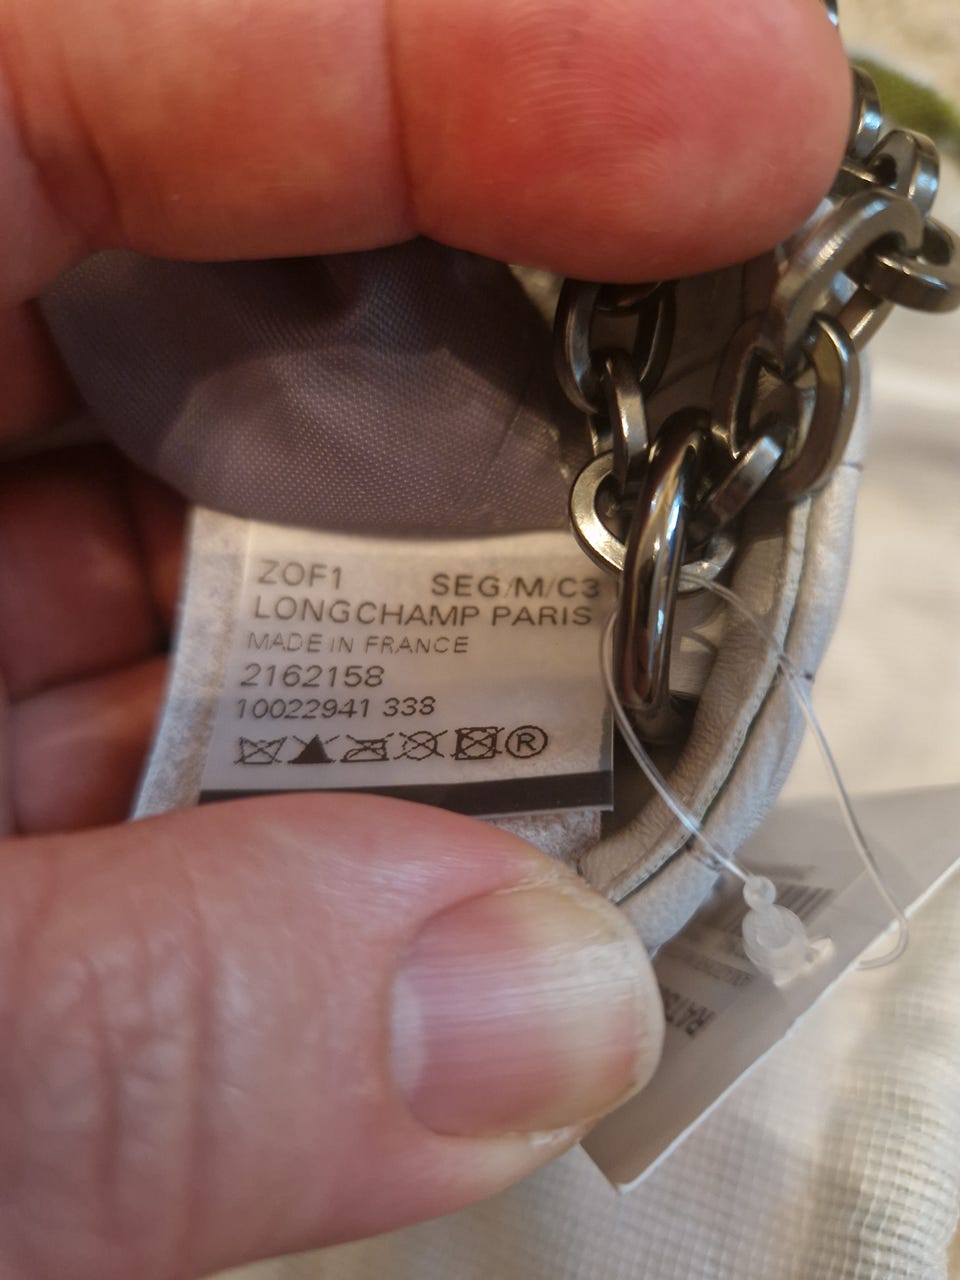 ZOF1 SEG/M/C3
LONGCHAMP PARIS
MADE IN FRANCE
2162158
10022941 338
Ⓡ